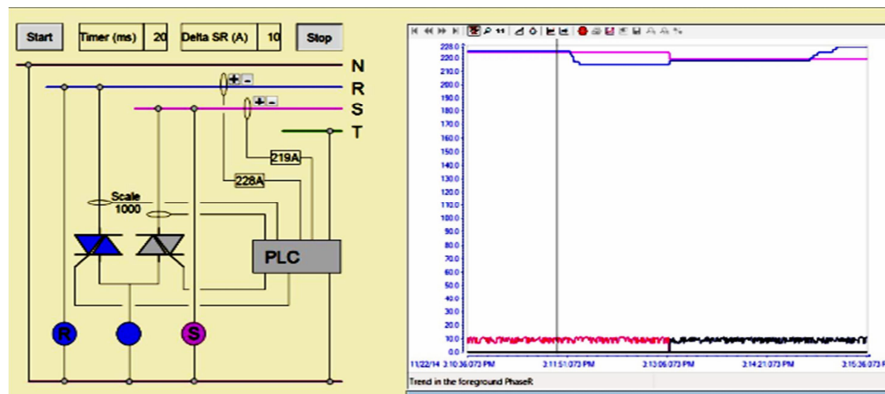 Start
Timer (ms) 20
Delta SR (A) 10
Stop
N
R
S
T
+ -
+ -
219A
228A
Scale
1000
PLC
R
S
228.0
220.0
210.0
200.0
190.0
180.0
170.0
160.0
150.0
140.0
130.0
120.0
110.0
100.0
90.0
80.0
70.0
60.0
50.0
40.0
30.0
20.0
10.0
0.0
11/22/14 3:10:36:073 PM 3:11:51:073 PM 3:13:06:073 PM 3:14:21:073 PM 3:15:36:073 P
Trend in the foreground PhaseR